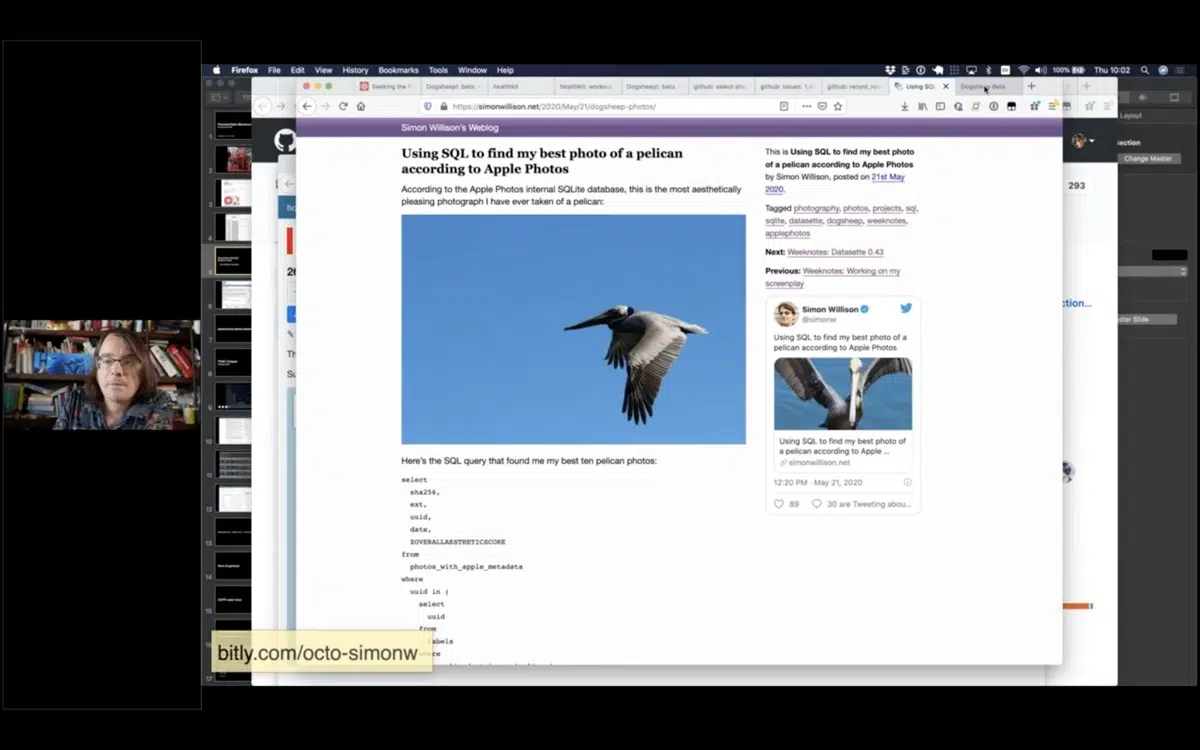 Firefox File Edit View History Bookmarks Tools Window Help
100%
Thu 10:02
Dogsheep! beta:
healthkit
healthkit: workout
Dogsheep! beta
github: select sha
github: issues: 1,
github: recent_re
Using SQ
Dogsheep Beta
https://simonwillison.net/2020/May/21/dogsheep-photos/
Simon Willison's Weblog
Using SQL to find my best photo of a pelican
according to Apple Photos
According to the Apple Photos internal SQLite database, this is the most aesthetically
pleasing photograph I have ever taken of a pelican:
Here's the SQL query that found me my best ten pelican photos:
select
sha256,
ext,
uuid,
date,
ZOVERALLAESTHETICSCORE
from
photos_with_apple_metadata
where
uuid in (
select
uuid
from
labels
where
This is Using SQL to find my best photo
of a pelican according to Apple Photos
by Simon Willison, posted on 21st May
2020.
Tagged photography, photos, projects, sql,
sqlite, datasette, dogsheep, weeknotes,
applephotos
Next: Weeknotes: Datasette 0.43
Previous: Weeknotes: Working on my
screenplay
Simon Willison
@simonw
Using SQL to find my best photo of a
pelican according to Apple Photos
Using SQL to find my best photo of
a pelican according to Apple ...
simonwillison.net
12:20 PM · May 21, 2020
89
30 are Tweeting abou...
Layout
ection
Change Master
293
ction...
ster Slide
26
Th
Su
bitly.com/octo-simonw